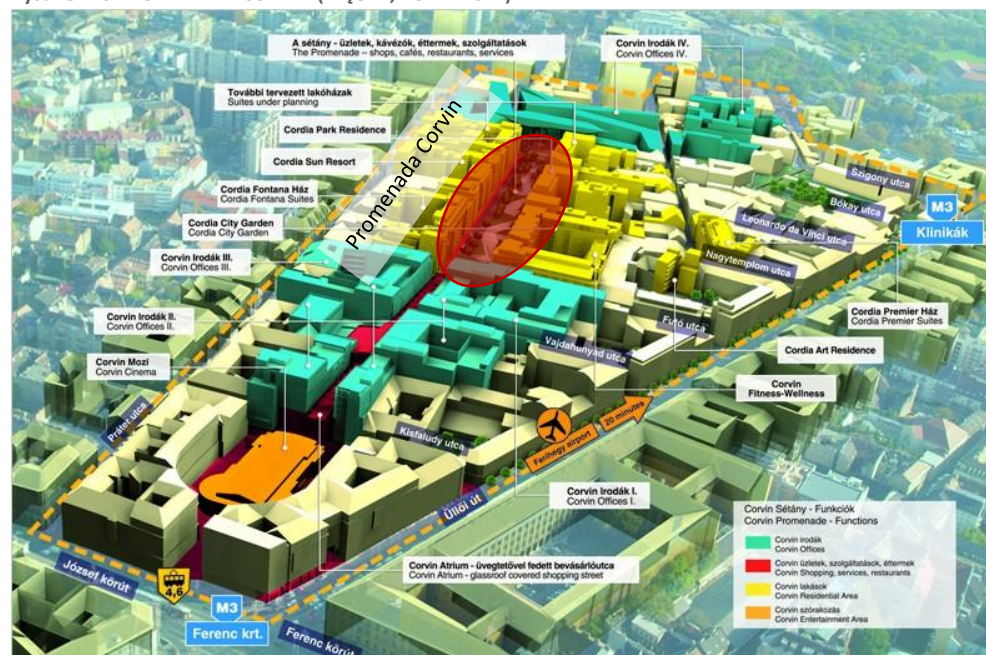 A sétány - üzletek, kávézók, éttermek, szolgáltatások
The Promenade – shops, cafés, restaurants, services
Corvin Irodák IV.
Corvin Offices IV.
További tervezett lakóházak
Suites under planning
Promenada Corvin
Cordia Park Residence
Cordia Sun Resort
Cordia Fontana Ház
Cordia Fontana Suites
Cordia City Garden
Cordia City Garden
Corvin Irodák III.
Corvin Offices III.
Corvin Irodák II.
Corvin Offices II.
Corvin Mozi
Corvin Cinema
Szigony utca
Bókay utca
Leonardo da Vinci utca
Nagytemplom utca
M3
Klinikák
Cordia Premier Ház
Cordia Premier Suites
Futó utca
Vajdahunyad utca
Cordia Art Residence
Corvin
Fitness-Wellness
Práter utca
Kisfaludy utca
Ferihegy airport
20 minutes
Üllői út
Corvin Irodák I.
Corvin Offices I.
Corvin Atrium - üvegtetővel fedett bevásárlóutca
Corvin Atrium - glassroof covered shopping street
József körút
4,6
M3
Ferenc krt.
Ferenc körút
Corvin Sétány - Funkciók
Corvin Promenade - Functions
Corvin irodák
Corvin Offices
Corvin üzletek, szolgáltatások, éttermek
Corvin Shopping, services, restaurants
Corvin lakások
Corvin Residential Area
Corvin szórakozás
Corvin Entertainment Area